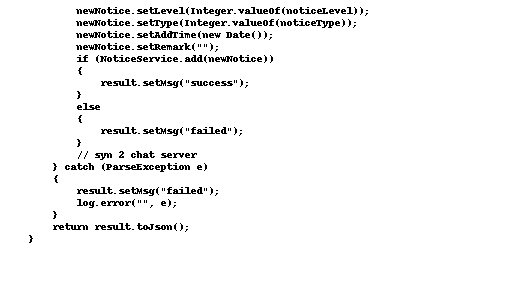 newNotice.setLevel(Integer.valueOf(noticeLevel));
newNotice.setType(Integer.valueOf(noticeType));
newNotice.setAddTime(new Date());
newNotice.setRemark("");
if (NoticeService.add(newNotice))
{
result.setMsg("success");
}
else
{
result.setMsg("failed");
}
// syn 2 chat server
} catch (ParseException e)
{
result.setMsg("failed");
log.error("", e);
}
return result.toJson();
}